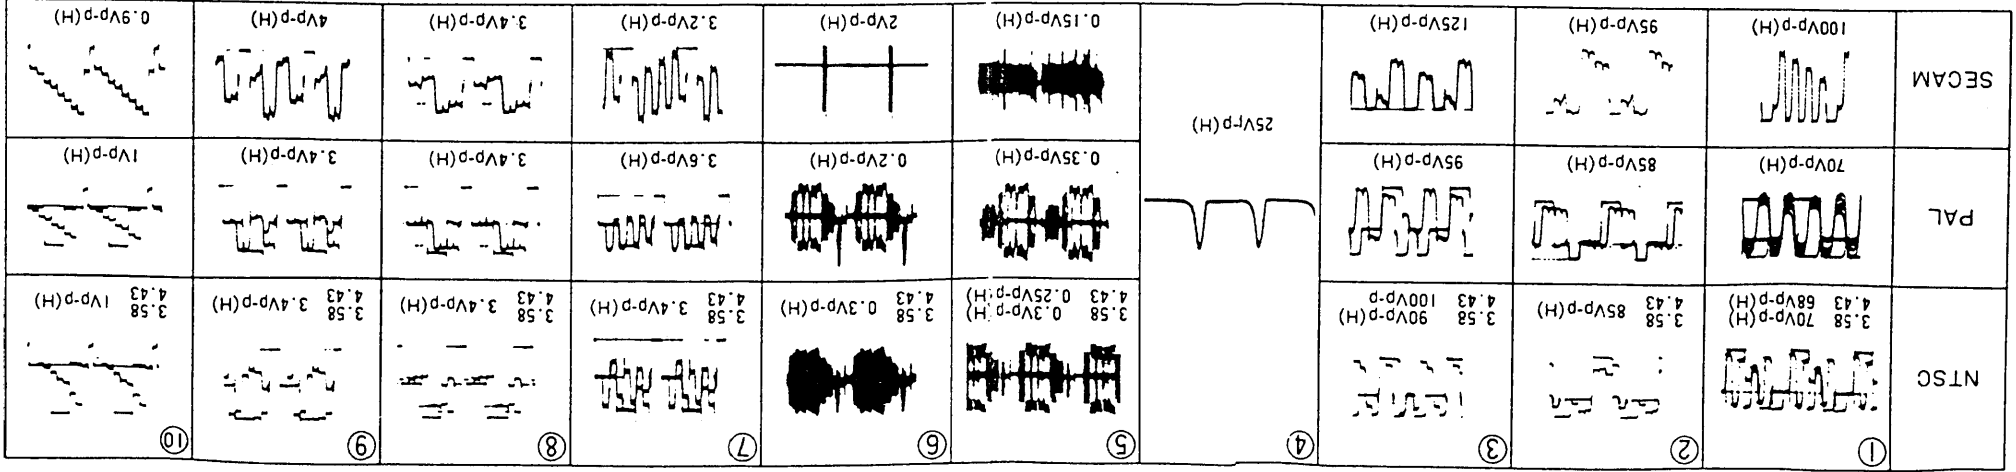 ① ② ③ ④ ⑤ ⑥ ⑦ ⑧ ⑨ ⑩
NTSC
3.58 70Vp-p(H)
4.43 68Vp-p(H)
3.58
4.43 85Vp-p(H)
3.58 90Vp-p(H)
4.43 100Vp-p
3.58 0.3Vp-p(H)
4.43 0.25Vp-p(H)
3.58
4.43 0.3Vp-p(H)
3.58
4.43 3.4Vp-p(H)
3.58
4.43 3.4Vp-p(H)
3.58
4.43 3.4Vp-p(H)
3.58
4.43 1Vp-p(H)
PAL
70Vp-p(H)
85Vp-p(H)
95Vp-p(H)
25Vp-p(H)
0.35Vp-p(H)
0.2Vp-p(H)
3.6Vp-p(H)
3.4Vp-p(H)
3.4Vp-p(H)
1Vp-p(H)
SECAM
100Vp-p(H)
95Vp-p(H)
125Vp-p(H)
0.15Vp-p(H)
2Vp-p(H)
3.2Vp-p(H)
3.4Vp-p(H)
4Vp-p(H)
0.9Vp-p(H)